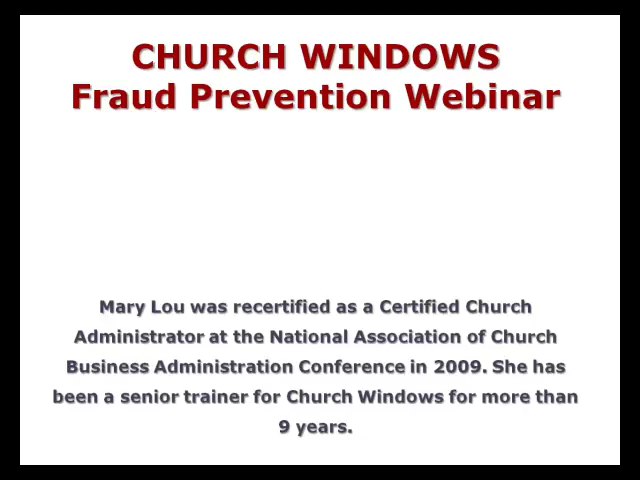 CHURCH WINDOWS
Fraud Prevention Webinar
Mary Lou was recertified as a Certified Church
Administrator at the National Association of Church
Business Administration Conference in 2009. She has
been a senior trainer for Church Windows for more than
9 years.